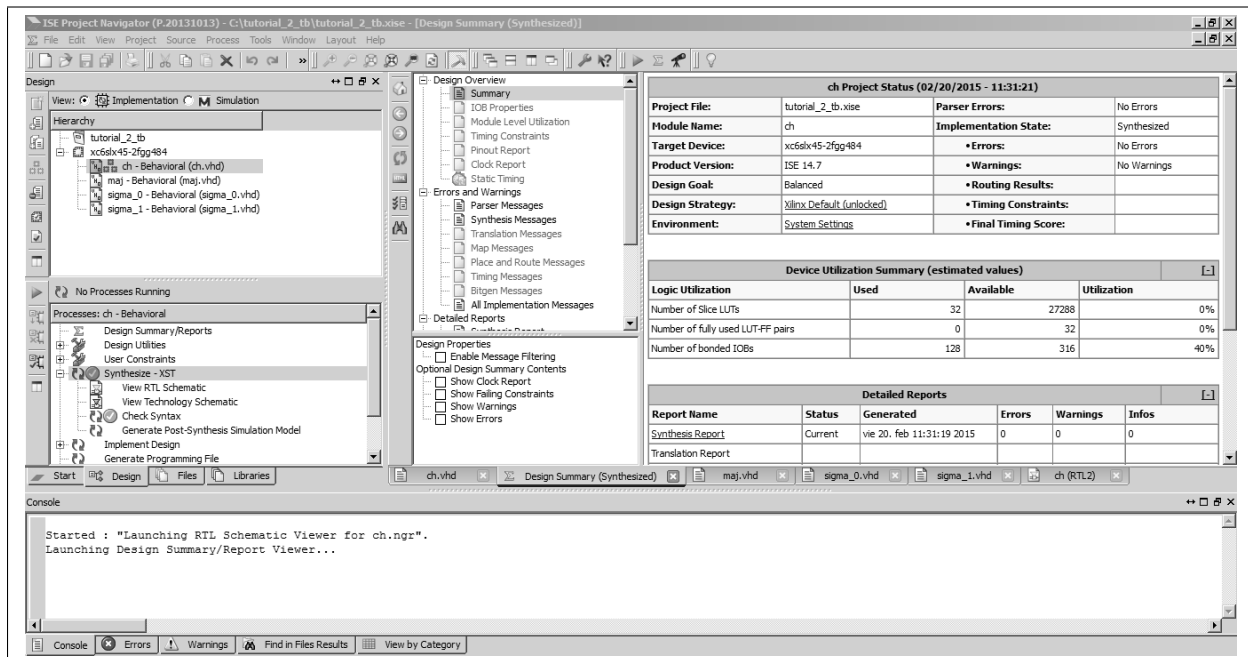 ISE Project Navigator (P.20131013) - C:\tutorial_2_tb\tutorial_2_tb.xise - [Design Summary (Synthesized)]
File Edit View Project Source Process Tools Window Layout Help
Design
View: Implementation Simulation
Hierarchy
tutorial_2_tb
xc6slx45-2fgg484
ch - Behavioral (ch.vhd)
maj - Behavioral (maj.vhd)
sigma_0 - Behavioral (sigma_0.vhd)
sigma_1 - Behavioral (sigma_1.vhd)
No Processes Running
Processes: ch - Behavioral
Design Summary/Reports
Design Utilities
User Constraints
Synthesize - XST
View RTL Schematic
View Technology Schematic
Check Syntax
Generate Post-Synthesis Simulation Model
Implement Design
Generate Programming File
Start Design Files Libraries
Design Overview
Summary
IOB Properties
Module Level Utilization
Timing Constraints
Pinout Report
Clock Report
Static Timing
Errors and Warnings
Parser Messages
Synthesis Messages
Translation Messages
Map Messages
Place and Route Messages
Timing Messages
Bitgen Messages
All Implementation Messages
Detailed Reports
Synthesis Report
Design Properties
Enable Message Filtering
Optional Design Summary Contents
Show Clock Report
Show Failing Constraints
Show Warnings
Show Errors
ch Project Status (02/20/2015 - 11:31:21)
Project File: tutorial_2_tb.xise Parser Errors: No Errors
Module Name: ch Implementation State: Synthesized
Target Device: xc6slx45-2fgg484 •Errors: No Errors
Product Version: ISE 14.7 •Warnings: No Warnings
Design Goal: Balanced •Routing Results:
Design Strategy: Xilinx Default (unlocked) •Timing Constraints:
Environment: System Settings •Final Timing Score:
Device Utilization Summary (estimated values) [-]
Logic Utilization Used Available Utilization
Number of Slice LUTs 32 27288 0%
Number of fully used LUT-FF pairs 0 32 0%
Number of bonded IOBs 128 316 40%
Detailed Reports [-]
Report Name Status Generated Errors Warnings Infos
Synthesis Report Current vie 20. feb 11:31:19 2015 0 0 0
Translation Report
ch.vhd Design Summary (Synthesized) maj.vhd sigma_0.vhd sigma_1.vhd ch (RTL2)
Console
Started : "Launching RTL Schematic Viewer for ch.ngr".
Launching Design Summary/Report Viewer...
Console Errors Warnings Find in Files Results View by Category